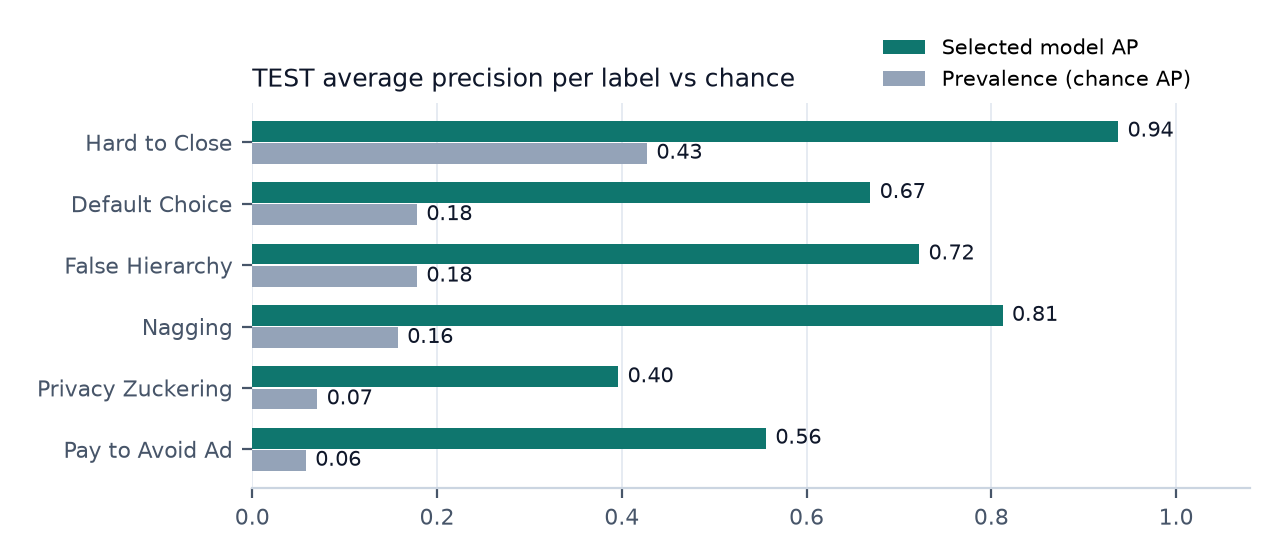 Selected model AP
Prevalence (chance AP)
TEST average precision per label vs chance
Hard to Close
0.94
0.43
Default Choice
0.67
0.18
False Hierarchy
0.72
0.18
Nagging
0.81
0.16
Privacy Zuckering
0.40
0.07
Pay to Avoid Ad
0.56
0.06
0.0 0.2 0.4 0.6 0.8 1.0